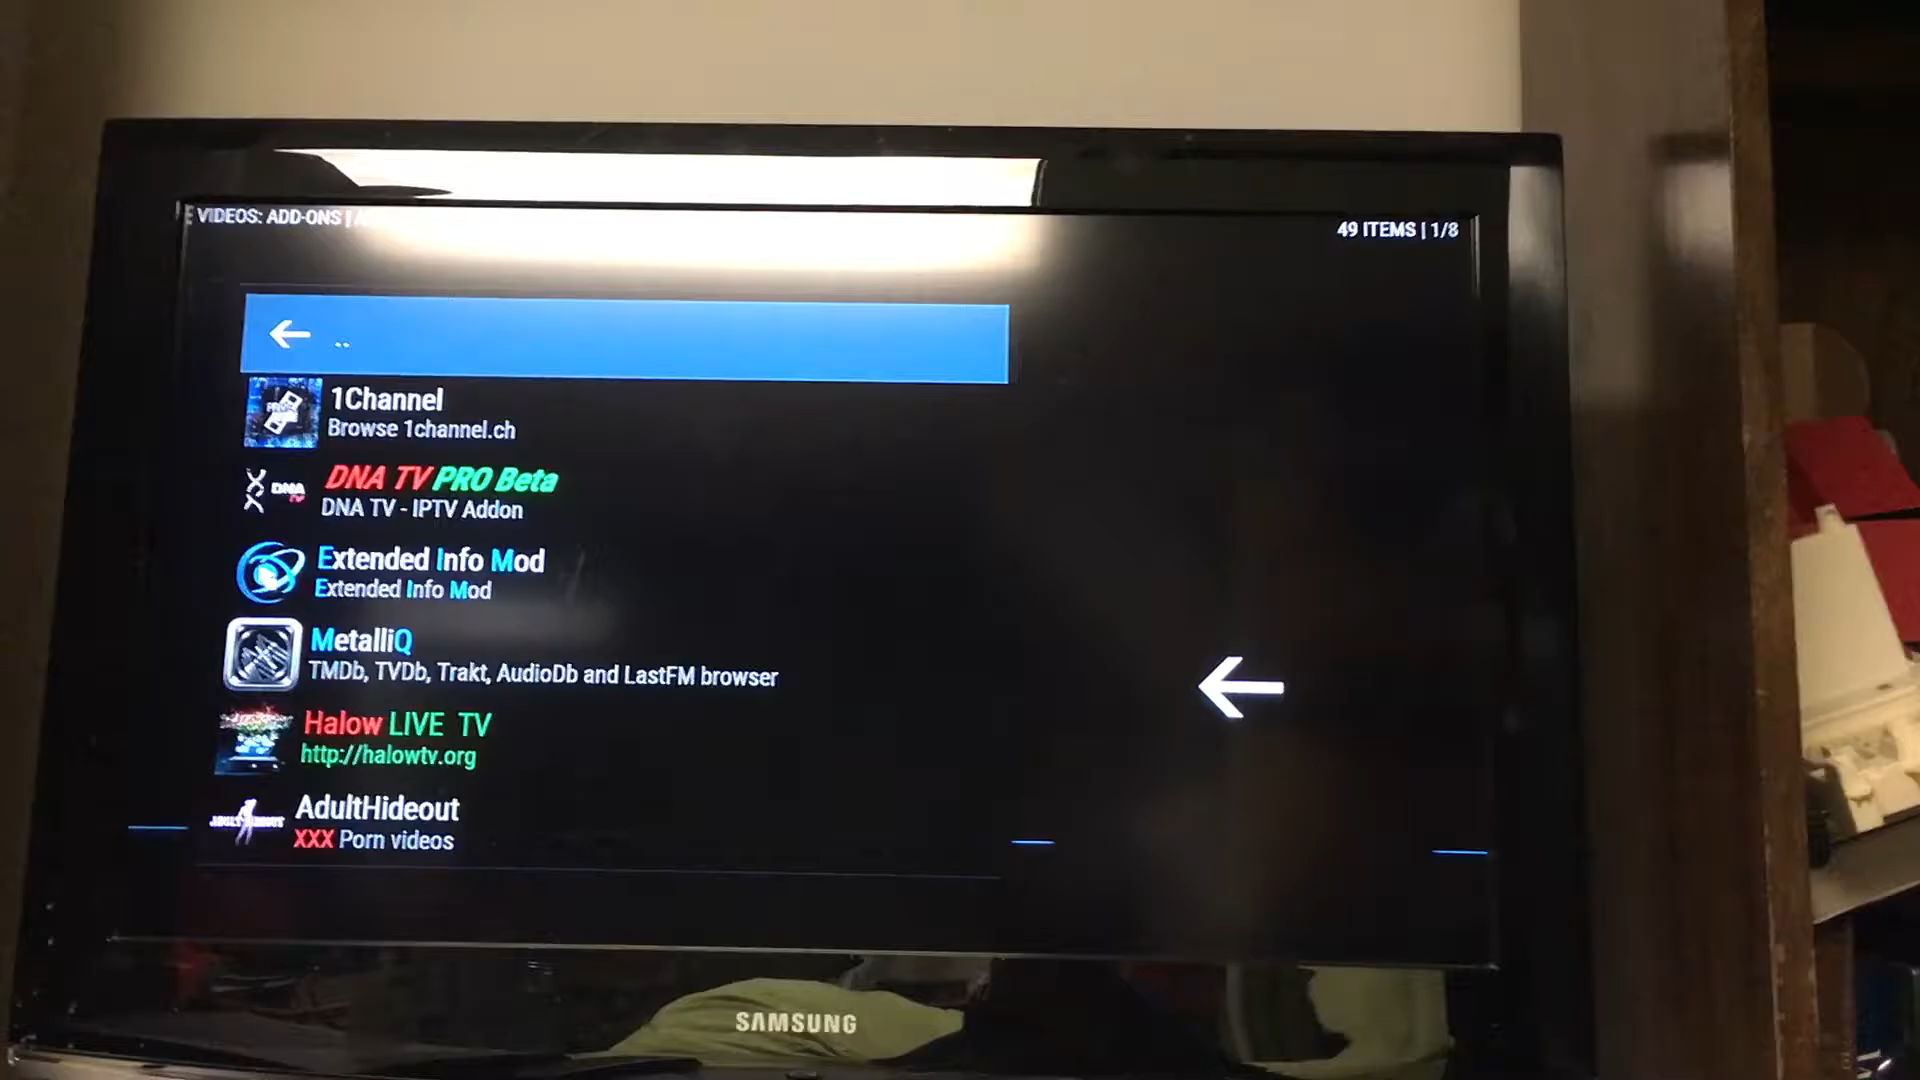 VIDEOS: ADD-ONS |
49 ITEMS | 1/8
..
1Channel
Browse 1channel.ch
DNA TV PRO Beta
DNA
DNA TV - IPTV Addon
Extended Info Mod
Extended Info Mod
MetalliQ
TMDb, TVDb, Trakt, AudioDb and LastFM browser
Halow LIVE TV
http://halowtv.org
AdultHideout
XXX Porn videos
SAMSUNG